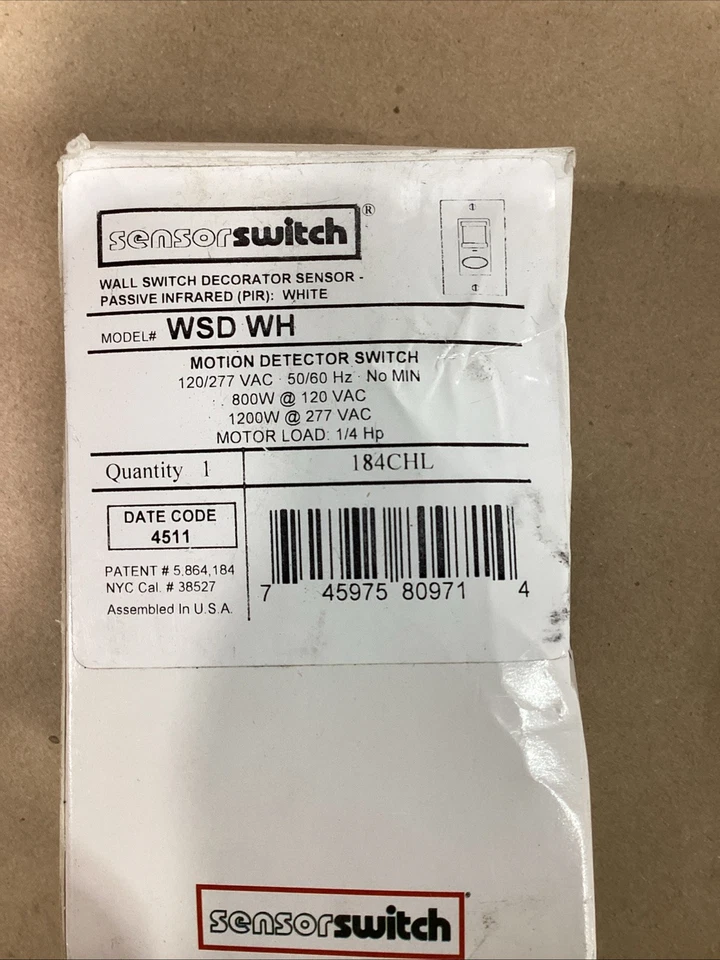 sensorswitch®
WALL SWITCH DECORATOR SENSOR -
PASSIVE INFRARED (PIR): WHITE
MODEL# WSD WH
MOTION DETECTOR SWITCH
120/277 VAC · 50/60 Hz · No MIN
800W @ 120 VAC
1200W @ 277 VAC
MOTOR LOAD: 1/4 Hp
Quantity 1 184CHL
DATE CODE
4511
PATENT # 5,864,184
NYC Cal. # 38527
Assembled In U.S.A.
7 45975 80971 4
sensorswitch